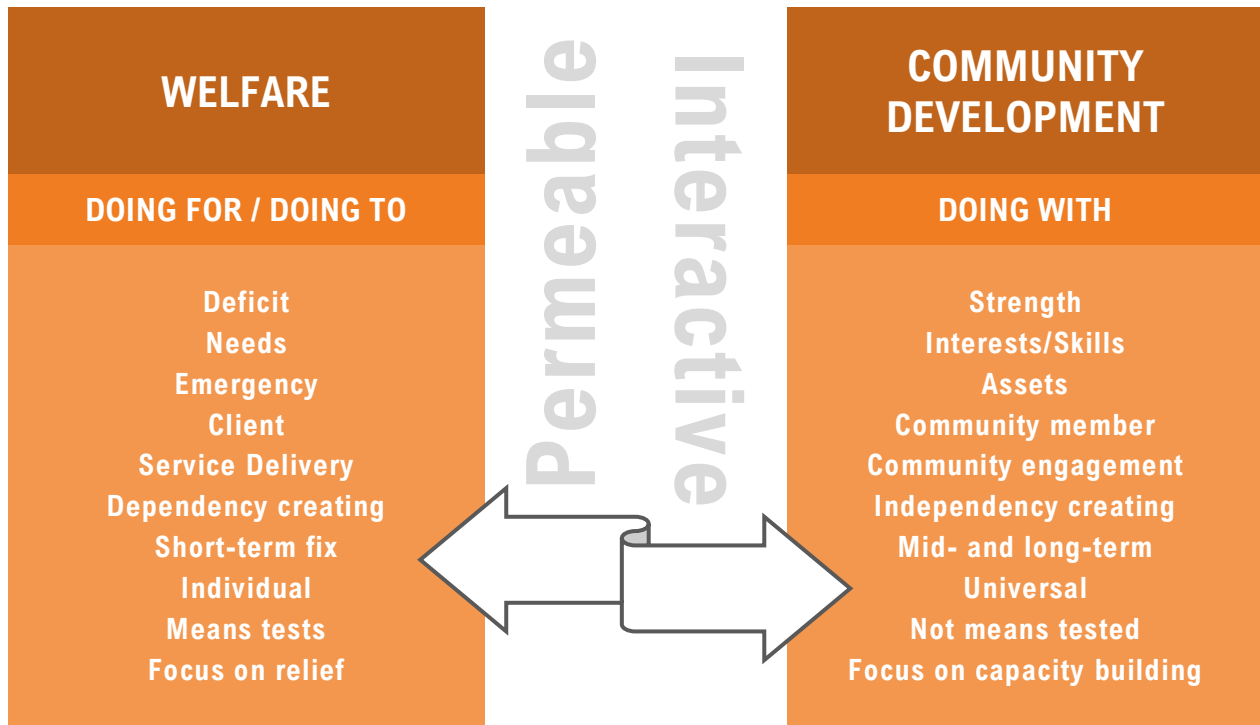 WELFARE
DOING FOR / DOING TO
Deficit
Needs
Emergency
Client
Service Delivery
Dependency creating
Short-term fix
Individual
Means tests
Focus on relief
Permeable
Interactive
COMMUNITY
DEVELOPMENT
DOING WITH
Strength
Interests/Skills
Assets
Community member
Community engagement
Independency creating
Mid- and long-term
Universal
Not means tested
Focus on capacity building